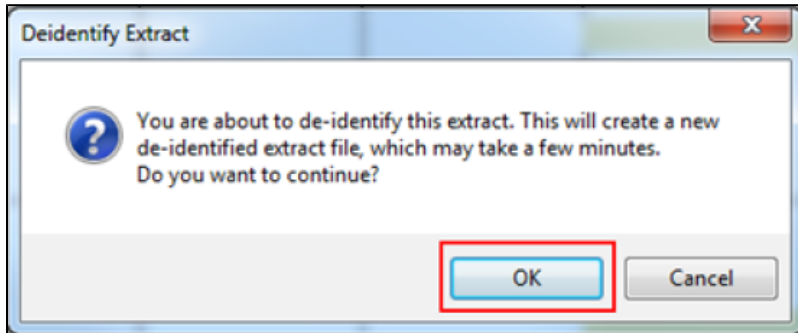 Deidentify Extract
You are about to de-identify this extract. This will create a new
de-identified extract file, which may take a few minutes.
Do you want to continue?
OK
Cancel